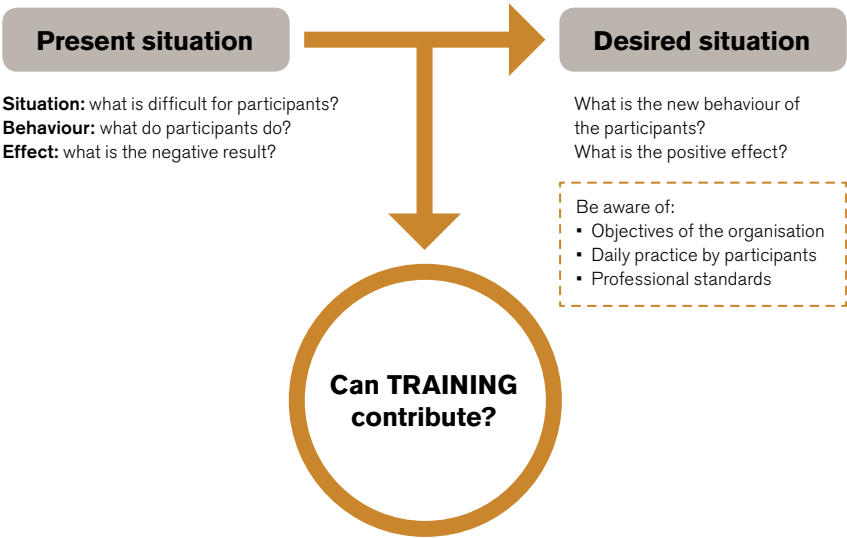 Present situation
Situation: what is difficult for participants?
Behaviour: what do participants do?
Effect: what is the negative result?
Desired situation
What is the new behaviour of
the participants?
What is the positive effect?
Be aware of:
▪ Objectives of the organisation
▪ Daily practice by participants
▪ Professional standards
Can TRAINING
contribute?